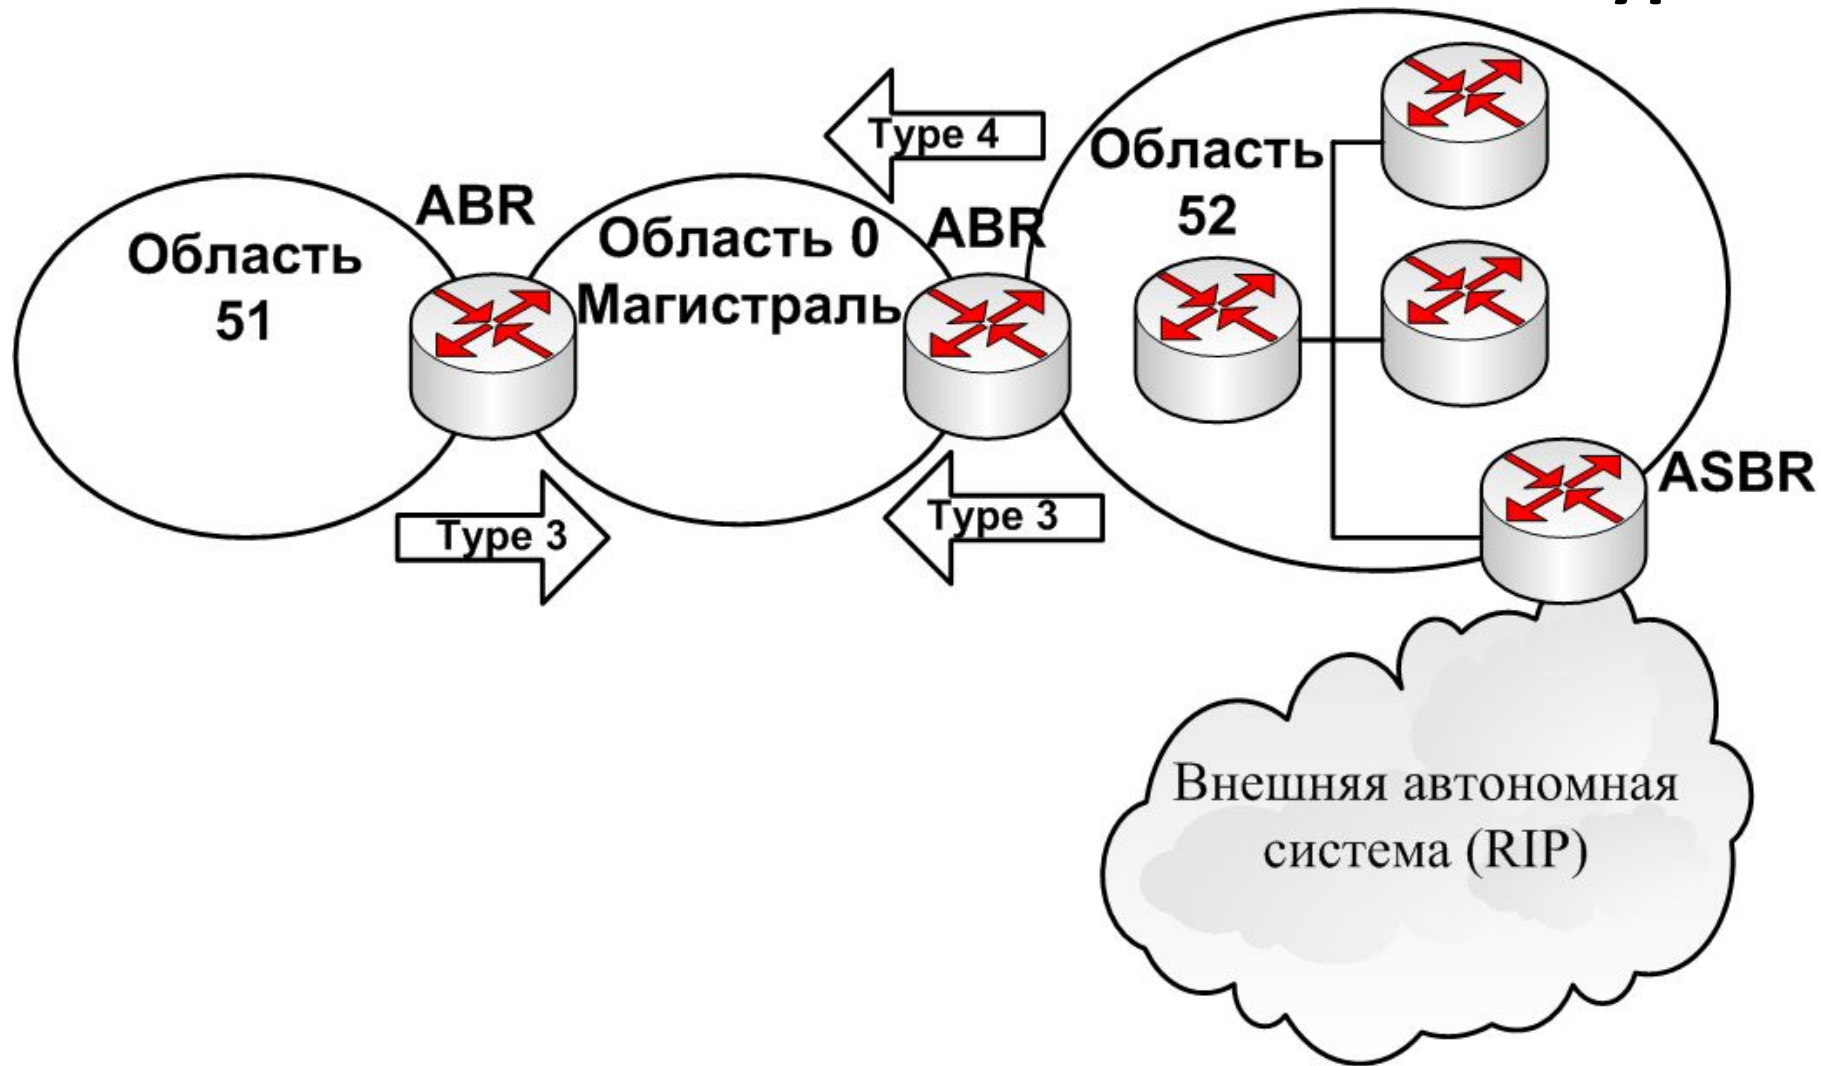 Type 4
Область
52
ABR
Область 0
Магистраль
ABR
Область
51
ASBR
Type 3
Type 3
Внешняя автономная
система (RIP)